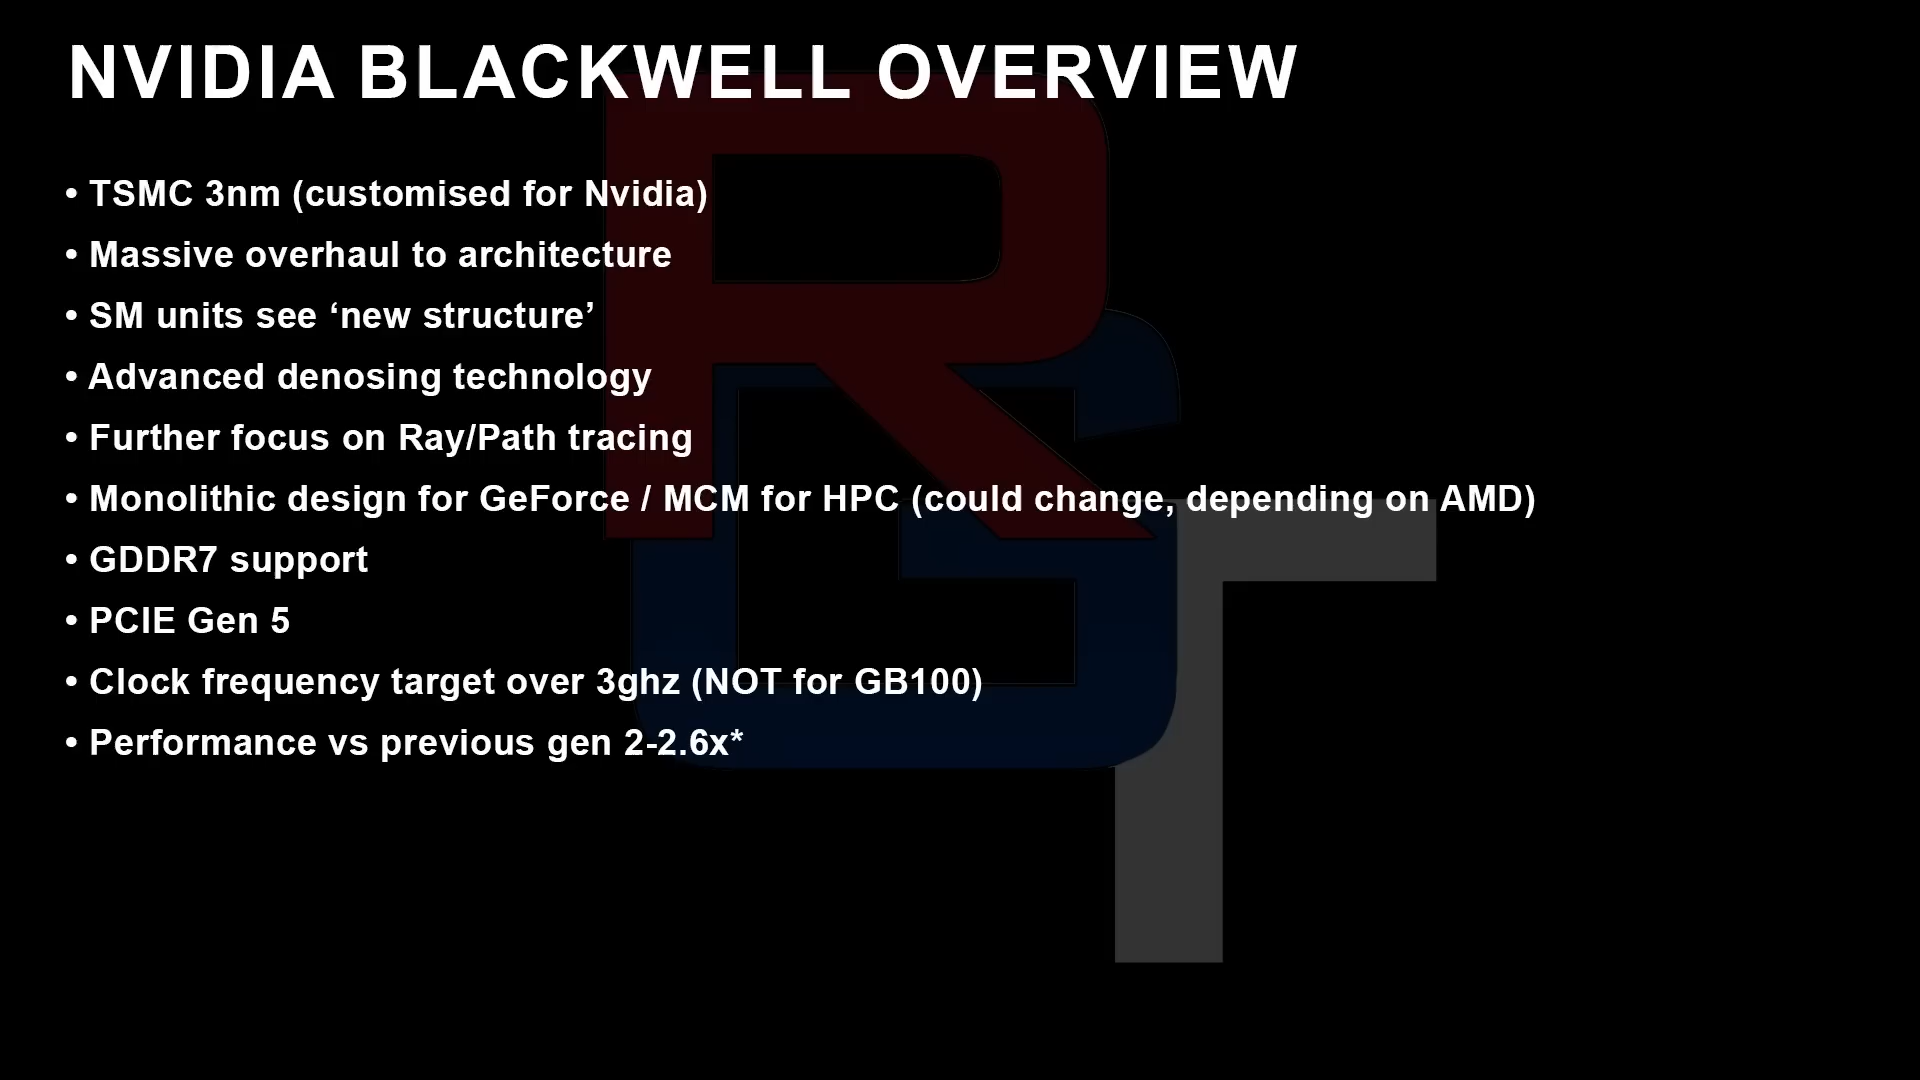 NVIDIA BLACKWELL OVERVIEW
• TSMC 3nm (customised for Nvidia)
• Massive overhaul to architecture
• SM units see ‘new structure’
• Advanced denosing technology
• Further focus on Ray/Path tracing
• Monolithic design for GeForce / MCM for HPC (could change, depending on AMD)
• GDDR7 support
• PCIE Gen 5
• Clock frequency target over 3ghz (NOT for GB100)
• Performance vs previous gen 2-2.6x*
RGT